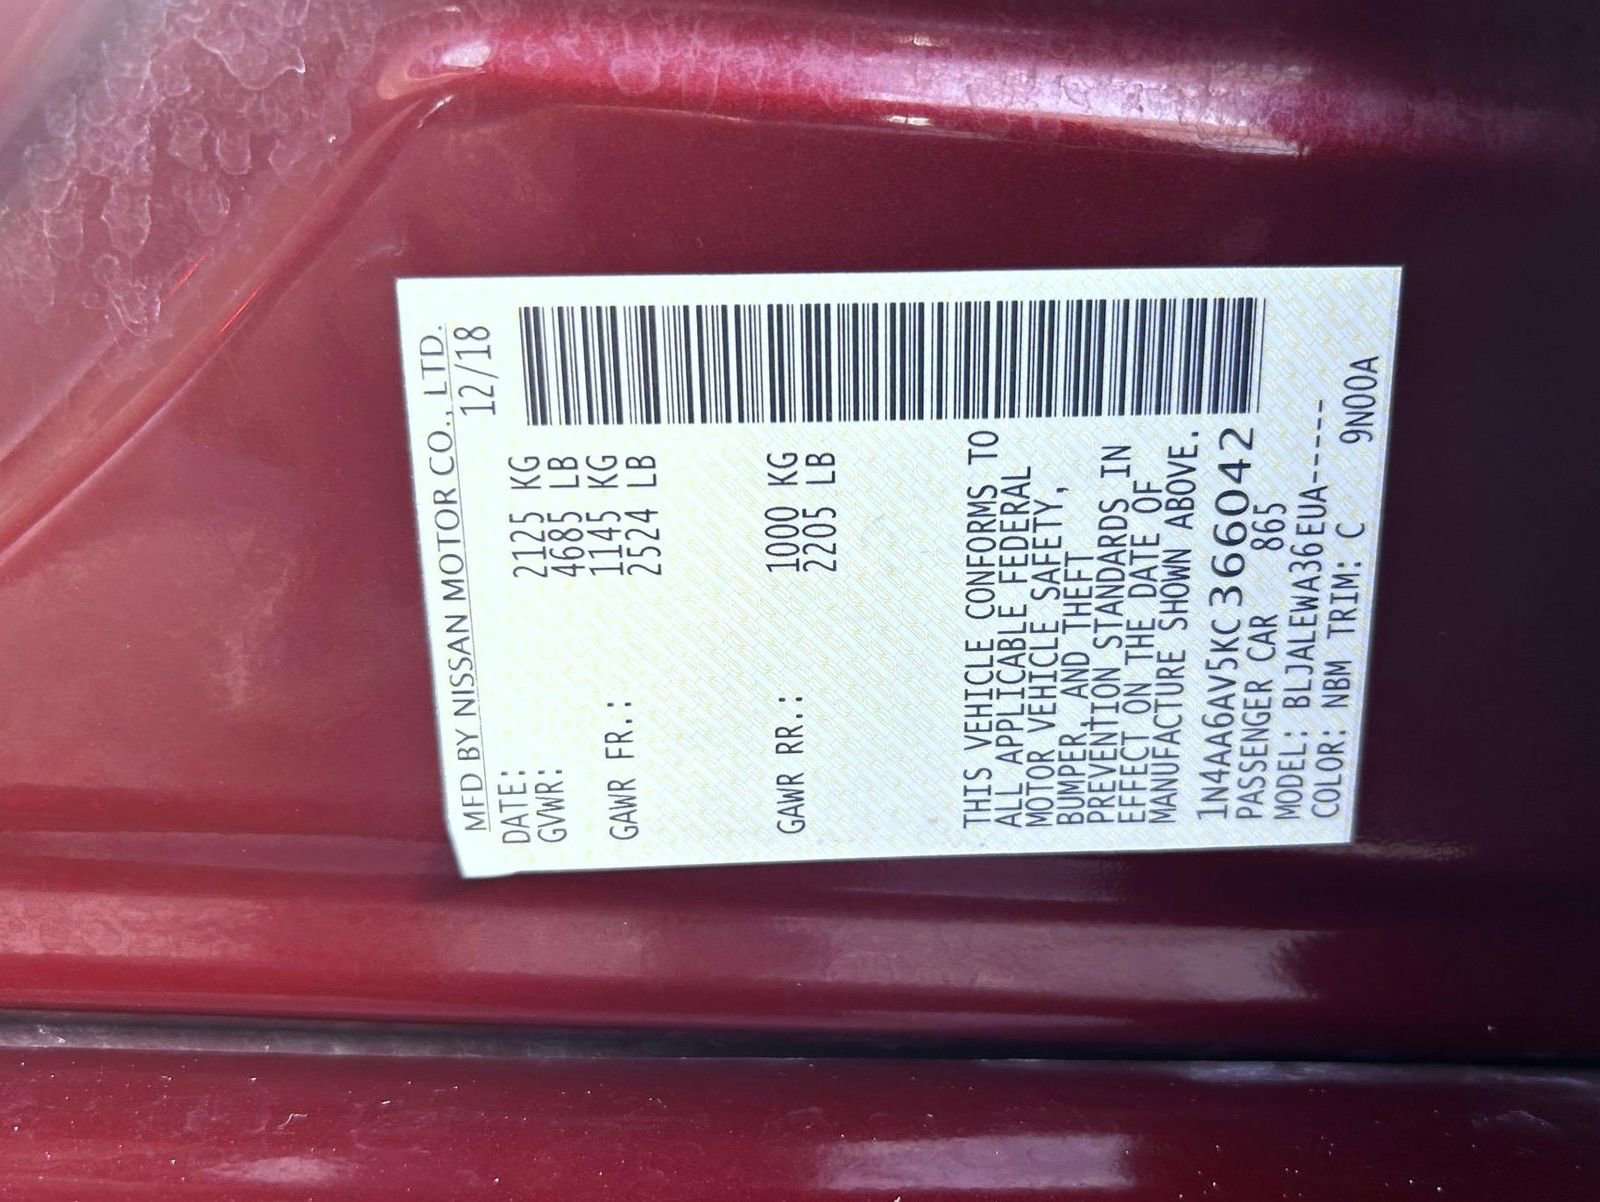 MFD BY NISSAN MOTOR CO., LTD.
DATE: 12/18
GVWR: 2125 KG
4685 LB
GAWR FR.: 1145 KG
2524 LB
GAWR RR.: 1000 KG
2205 LB
THIS VEHICLE CONFORMS TO
ALL APPLICABLE FEDERAL
MOTOR VEHICLE SAFETY,
BUMPER, AND THEFT
PREVENTION STANDARDS IN
EFFECT ON THE DATE OF
MANUFACTURE SHOWN ABOVE.
1N4AA6AV5KC366042
PASSENGER CAR 865
MODEL: BLJALEWA36EUA-----
COLOR: NBM TRIM: C 9N00A